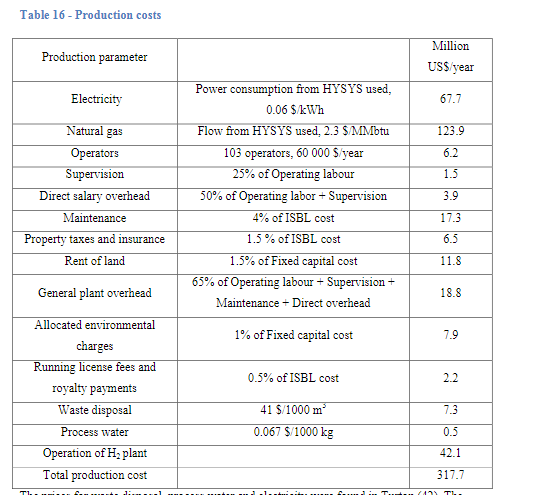 Table 16 - Production costs
Production parameter
Million
US$/year
Electricity
Power consumption from HYSYS used,
0.06 $/kWh
67.7
Natural gas
Flow from HYSYS used, 2.3 $/MMbtu
123.9
Operators
103 operators, 60 000 $/year
6.2
Supervision
25% of Operating labour
1.5
Direct salary overhead
50% of Operating labor + Supervision
3.9
Maintenance
4% of ISBL cost
17.3
Property taxes and insurance
1.5 % of ISBL cost
6.5
Rent of land
1.5% of Fixed capital cost
11.8
General plant overhead
65% of Operating labour + Supervision +
Maintenance + Direct overhead
18.8
Allocated environmental
charges
1% of Fixed capital cost
7.9
Running license fees and
royalty payments
0.5% of ISBL cost
2.2
Waste disposal
41 $/1000 m³
7.3
Process water
0.067 $/1000 kg
0.5
Operation of H₂ plant
42.1
Total production cost
317.7